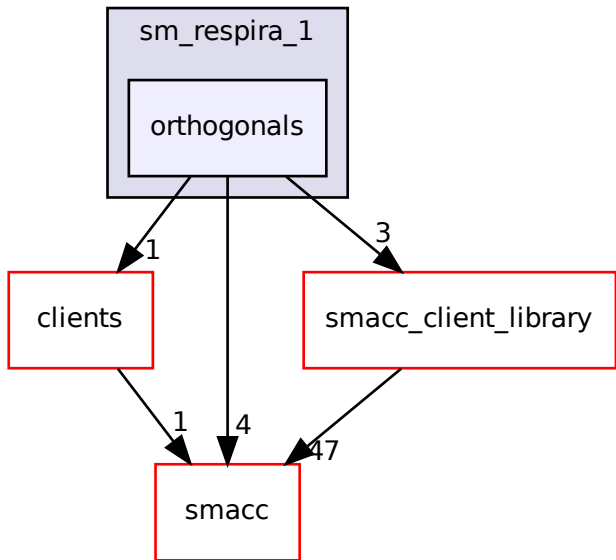 sm_respira_1
orthogonals
1
3
clients
smacc_client_library
1
4
47
smacc